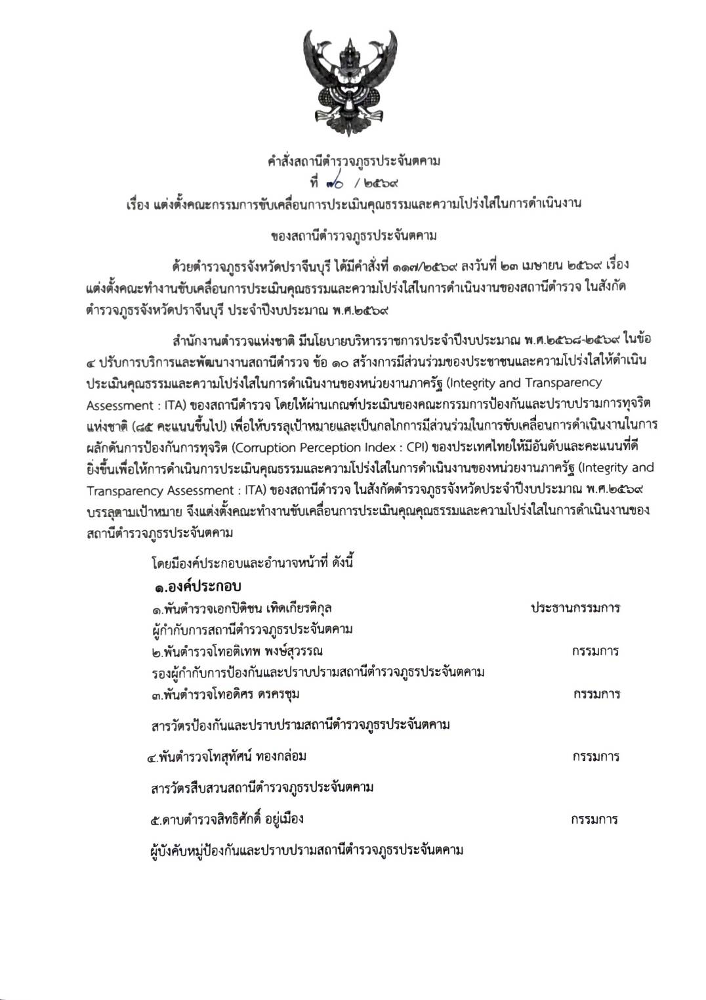 คำสั่งสถานีตำรวจภูธรประจันตคาม
ที่ ๗๐ / ๒๕๖๙
เรื่อง แต่งตั้งคณะกรรมการขับเคลื่อนการประเมินคุณธรรมและความโปร่งใส่ในการดำเนินงาน
ของสถานีตำรวจภูธรประจันตคาม
ด้วยตำรวจภูธรจังหวัดปราจีนบุรี ได้มีคำสั่งที่ ๑๑๗/๒๕๖๙ ลงวันที่ ๒๓ เมษายน ๒๕๖๙ เรื่อง
แต่งตั้งคณะทำงานขับเคลื่อนการประเมินคุณธรรมและความโปร่งใส่ในการดำเนินงานของสถานีตำรวจ ในสังกัด
ตำรวจภูธรจังหวัดปราจีนบุรี ประจำปีงบประมาณ พ.ศ.๒๕๖๙
สำนักงานตำรวจแห่งชาติ มีนโยบายบริหารราชการประจำปีงบประมาณ พ.ศ.๒๕๖๘-๒๕๖๙ ในข้อ
๔ ปรับการบริการและพัฒนางานสถานีตำรวจ ข้อ ๑๐ สร้างการมีส่วนร่วมของประชาชนและความโปร่งใสให้ดำเนิน
ประเมินคุณธรรมและความโปร่งใสในการดำเนินงานของหน่วยงานภาครัฐ (Integrity and Transparency
Assessment : ITA) ของสถานีตำรวจ โดยให้ผ่านเกณฑ์ประเมินของคณะกรรมการป้องกันและปราบปรามการทุจริต
แห่งชาติ (๘๕ คะแนนขึ้นไป) เพื่อให้บรรลุเป้าหมายและเป็นกลไกการมีส่วนร่วมในการขับเคลื่อนการดำเนินงานในการ
ผลักดันการป้องกันการทุจริต (Corruption Perception Index : CPI) ของประเทศไทยให้มีอันดับและคะแนนที่ดี
ยิ่งขึ้นเพื่อให้การดำเนินการประเมินคุณธรรมและความโปร่งใสในการดำเนินงานของหน่วยงานภาครัฐ (Integrity and
Transparency Assessment : ITA) ของสถานีตำรวจ ในสังกัดตำรวจภูธรจังหวัดประจำปีงบประมาณ พ.ศ.๒๕๖๙
บรรลุตามเป้าหมาย จึงแต่งตั้งคณะทำงานขับเคลื่อนการประเมินคุณคุณธรรมและความโปร่งใสในการดำเนินงานของ
สถานีตำรวจภูธรประจันตคาม
โดยมีองค์ประกอบและอำนาจหน้าที่ ดังนี้
๑.องค์ประกอบ
๑.พันตำรวจเอกปิติชน เทิดเกียรติกุล ประธานกรรมการ
ผู้กำกับการสถานีตำรวจภูธรประจันตคาม
๒.พันตำรวจโทอติเทพ พงษ์สุวรรณ กรรมการ
รองผู้กำกับการป้องกันและปราบปรามสถานีตำรวจภูธรประจันตคาม
๓.พันตำรวจโทอดิศร ดรครชุม กรรมการ
สารวัตรป้องกันและปราบปรามสถานีตำรวจภูธรประจันตคาม
๔.พันตำรวจโทสุทัศน์ ทองกล่อม กรรมการ
สารวัตรสืบสวนสถานีตำรวจภูธรประจันตคาม
๕.ดาบตำรวจสิทธิศักดิ์ อยู่เมือง กรรมการ
ผู้บังคับหมู่ป้องกันและปราบปรามสถานีตำรวจภูธรประจันตคาม